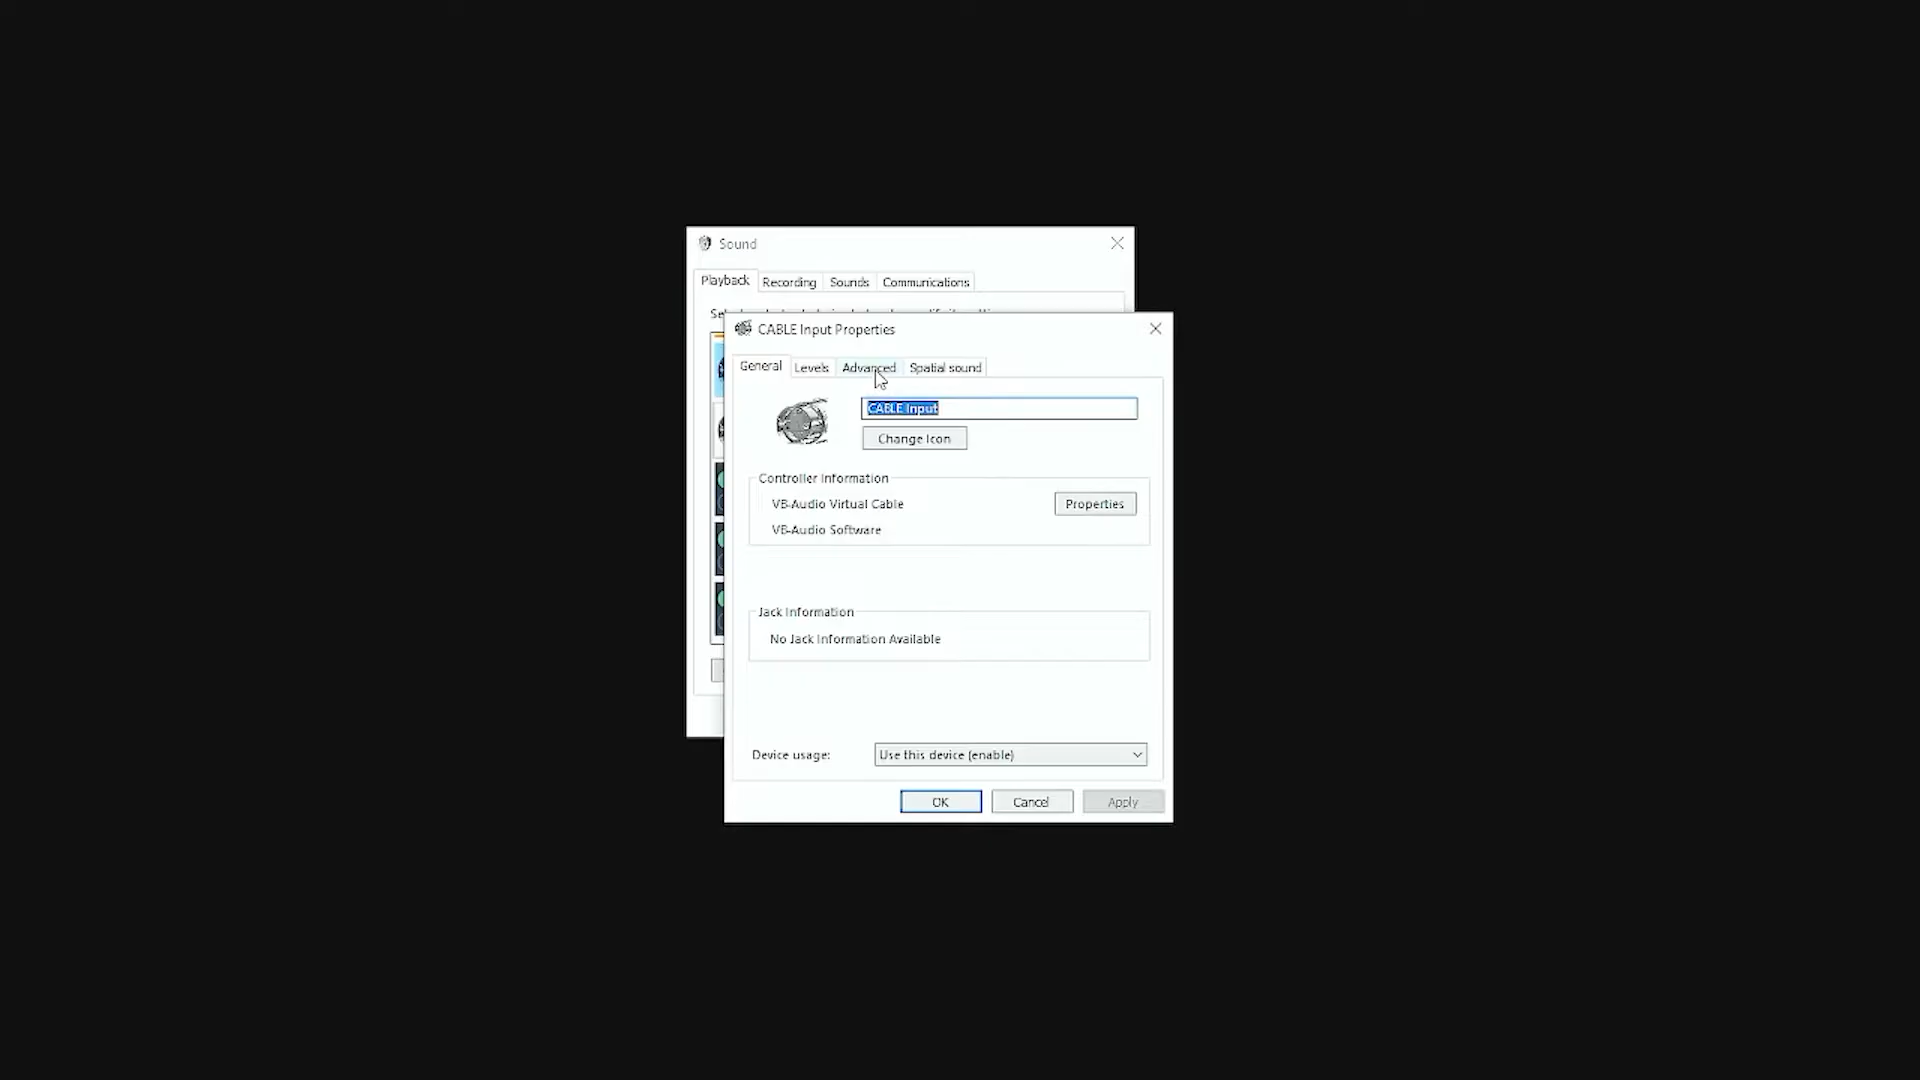 Sound
Playback Recording Sounds Communications
CABLE Input Properties
General Levels Advanced Spatial sound
CABLE Input
Change Icon
Controller Information
VB-Audio Virtual Cable
Properties
VB-Audio Software
Jack Information
No Jack Information Available
Device usage:
Use this device (enable)
OK Cancel Apply